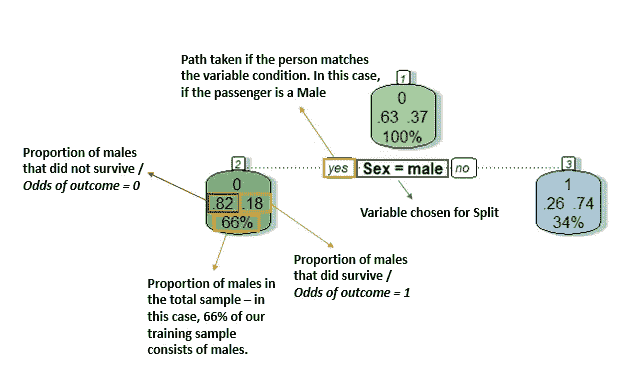 Path taken if the person matches
the variable condition. In this case,
if the passenger is a Male
1
0
.63 .37
100%
Proportion of males
that did not survive /
Odds of outcome = 0
2
yes Sex = male no
3
0
.82 .18
66%
1
.26 .74
34%
Variable chosen for Split
Proportion of males
that did survive /
Odds of outcome = 1
Proportion of males in
the total sample – in
this case, 66% of our
training sample
consists of males.